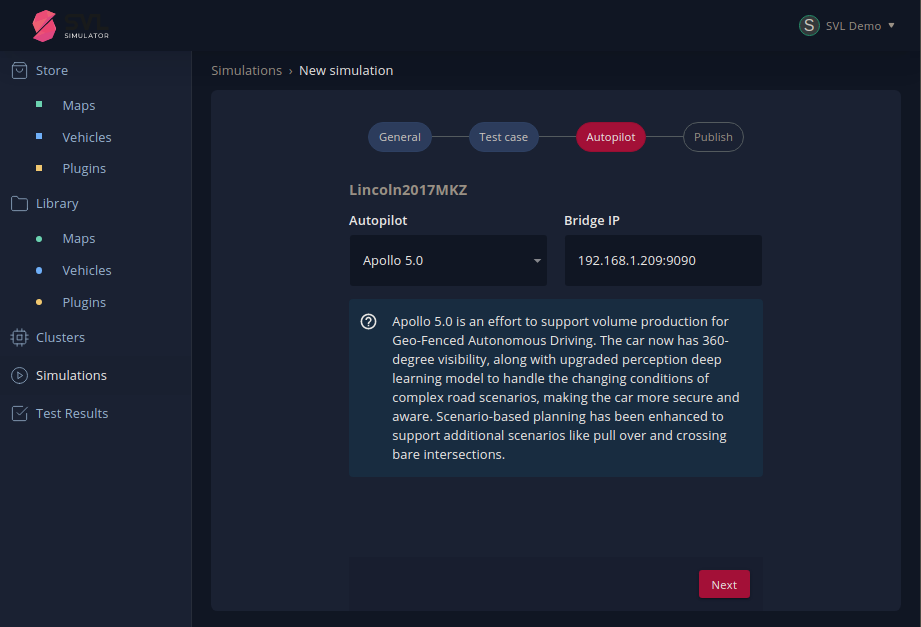 SVL
SIMULATOR
S SVL Demo
Store
Maps
Vehicles
Plugins
Library
Maps
Vehicles
Plugins
Clusters
Simulations
Test Results
Simulations › New simulation
General Test case Autopilot Publish
Lincoln2017MKZ
Autopilot Bridge IP
Apollo 5.0 192.168.1.209:9090
Apollo 5.0 is an effort to support volume production for
Geo-Fenced Autonomous Driving. The car now has 360-
degree visibility, along with upgraded perception deep
learning model to handle the changing conditions of
complex road scenarios, making the car more secure and
aware. Scenario-based planning has been enhanced to
support additional scenarios like pull over and crossing
bare intersections.
Next